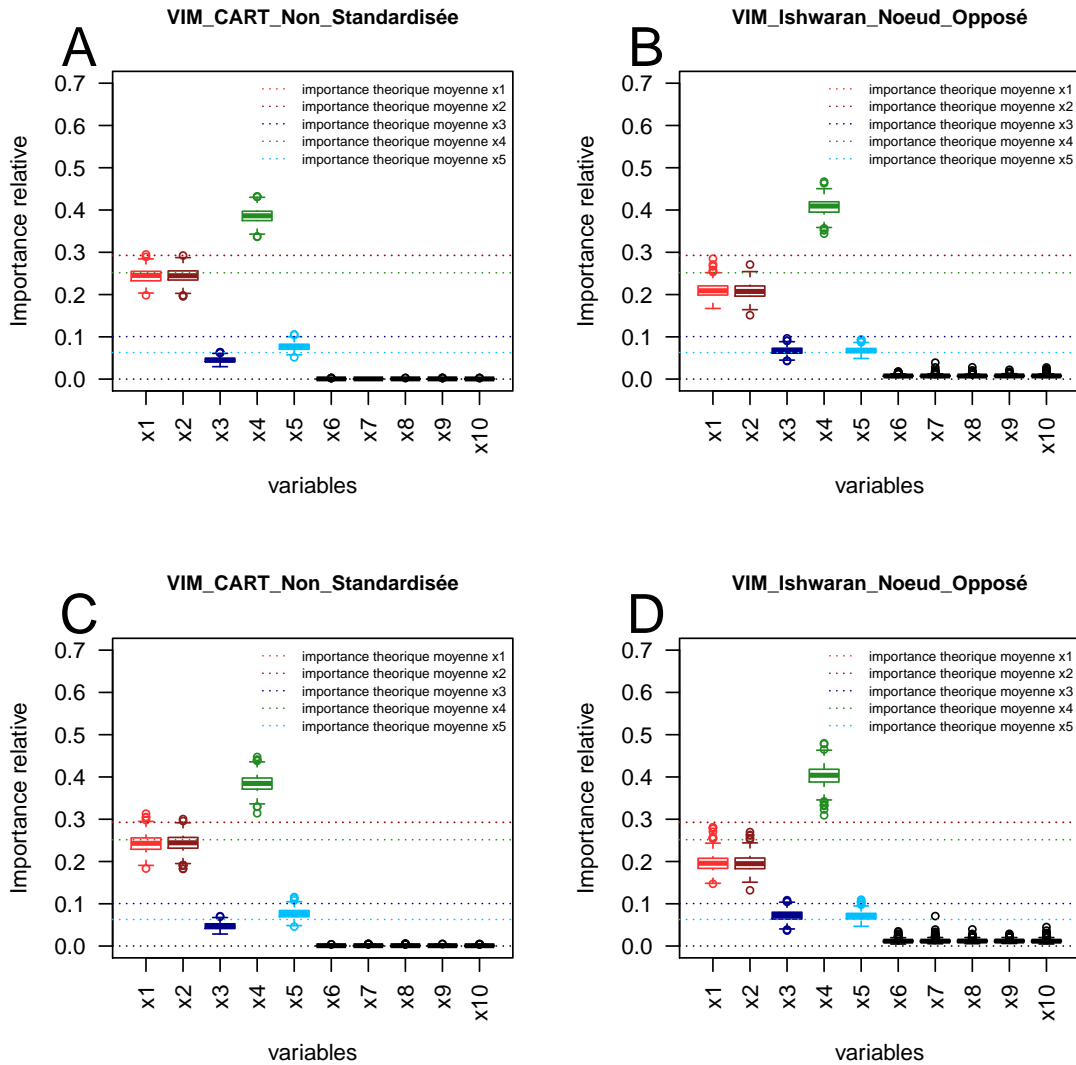 VIM_CART_Non_Standardisée
A
importance theorique moyenne x1
importance theorique moyenne x2
importance theorique moyenne x3
importance theorique moyenne x4
importance theorique moyenne x5
Importance relative
0.7
0.6
0.5
0.4
0.3
0.2
0.1
0.0
x1 x2 x3 x4 x5 x6 x7 x8 x9 x10
variables
VIM_Ishwaran_Noeud_Opposé
B
importance theorique moyenne x1
importance theorique moyenne x2
importance theorique moyenne x3
importance theorique moyenne x4
importance theorique moyenne x5
Importance relative
0.7
0.6
0.5
0.4
0.3
0.2
0.1
0.0
x1 x2 x3 x4 x5 x6 x7 x8 x9 x10
variables
VIM_CART_Non_Standardisée
C
importance theorique moyenne x1
importance theorique moyenne x2
importance theorique moyenne x3
importance theorique moyenne x4
importance theorique moyenne x5
Importance relative
0.7
0.6
0.5
0.4
0.3
0.2
0.1
0.0
x1 x2 x3 x4 x5 x6 x7 x8 x9 x10
variables
VIM_Ishwaran_Noeud_Opposé
D
importance theorique moyenne x1
importance theorique moyenne x2
importance theorique moyenne x3
importance theorique moyenne x4
importance theorique moyenne x5
Importance relative
0.7
0.6
0.5
0.4
0.3
0.2
0.1
0.0
x1 x2 x3 x4 x5 x6 x7 x8 x9 x10
variables